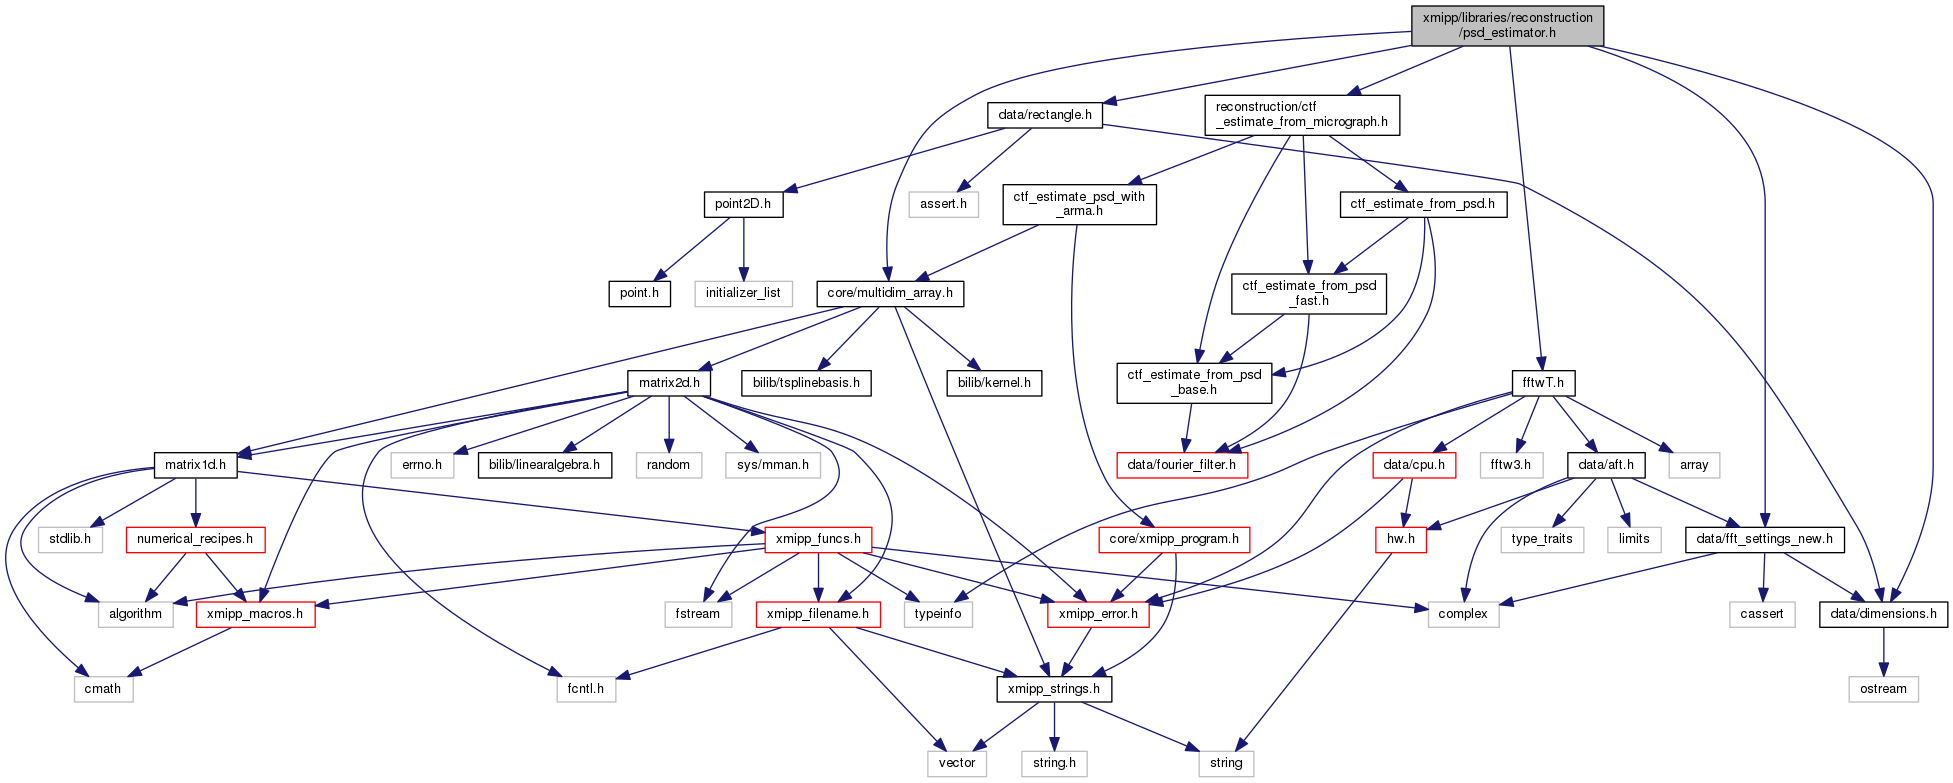 xmipp/libraries/reconstruction
/psd_estimator.h
data/rectangle.h
reconstruction/ctf
_estimate_from_micrograph.h
point2D.h
assert.h
ctf_estimate_psd_with
_arma.h
ctf_estimate_from_psd.h
point.h
initializer_list
core/multidim_array.h
ctf_estimate_from_psd
_fast.h
matrix2d.h
bilib/tsplinebasis.h
bilib/kernel.h
ctf_estimate_from_psd
_base.h
fftwT.h
matrix1d.h
errno.h
bilib/linearalgebra.h
random
sys/mman.h
data/fourier_filter.h
data/cpu.h
fftw3.h
data/aft.h
array
stdlib.h
numerical_recipes.h
xmipp_funcs.h
core/xmipp_program.h
hw.h
type_traits
limits
data/fft_settings_new.h
algorithm
xmipp_macros.h
fstream
xmipp_filename.h
typeinfo
xmipp_error.h
complex
cassert
data/dimensions.h
cmath
fcntl.h
xmipp_strings.h
ostream
vector
string.h
string